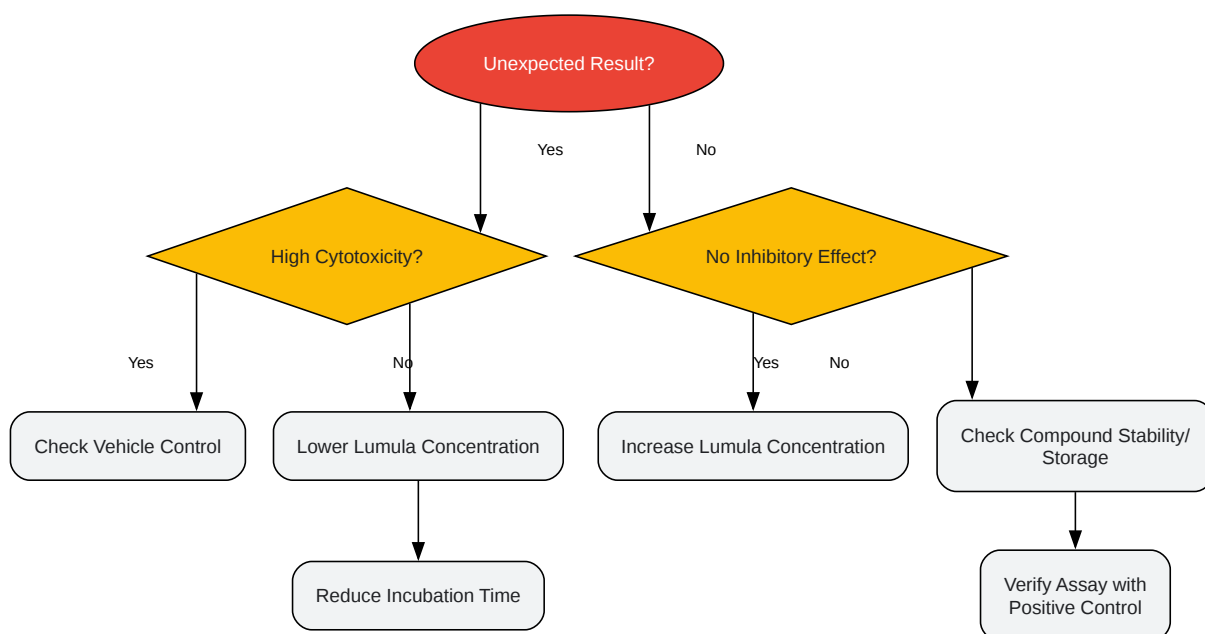 Unexpected Result?
Yes
No
High Cytotoxicity?
No Inhibitory Effect?
Yes
No
Yes
No
Check Vehicle Control
Lower Lumula Concentration
Increase Lumula Concentration
Check Compound Stability/
Storage
Reduce Incubation Time
Verify Assay with
Positive Control